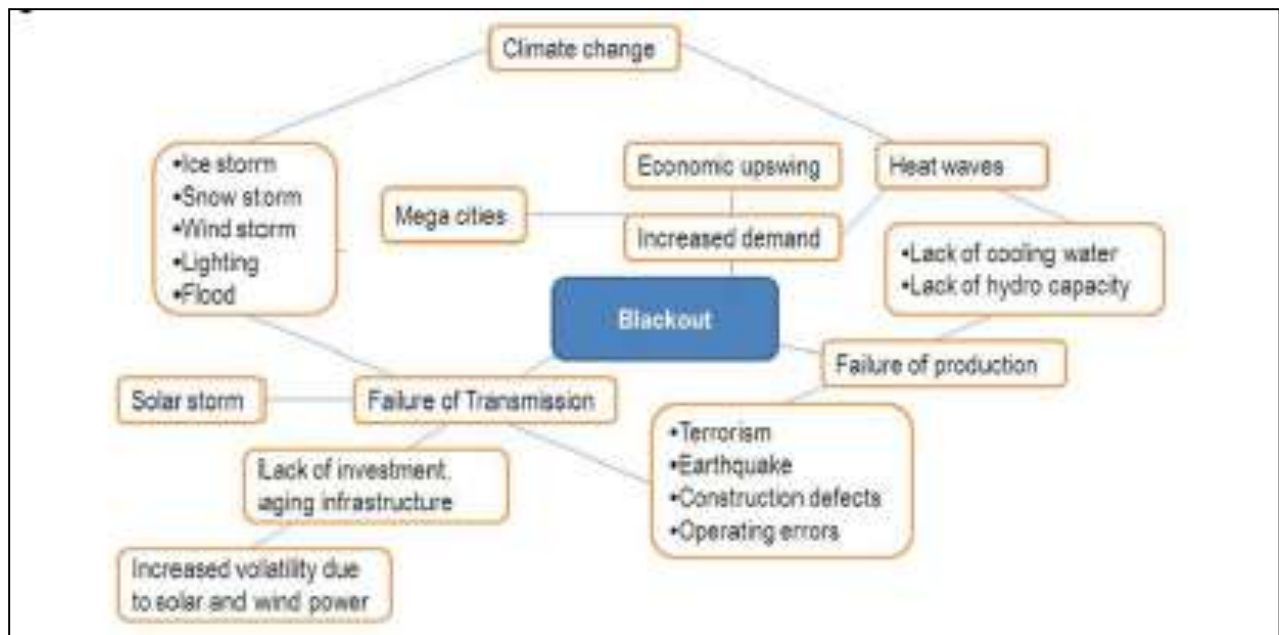 Climate change
•Ice storm
•Snow storm
•Wind storm
•Lighting
•Flood
Mega cities
Economic upswing
Increased demand
Heat waves
•Lack of cooling water
•Lack of hydro capacity
Blackout
Failure of production
Solar storm
Failure of Transmission
Lack of investment,
aging infrastructure
•Terrorism
•Earthquake
•Construction defects
•Operating errors
Increased volatility due
to solar and wind power